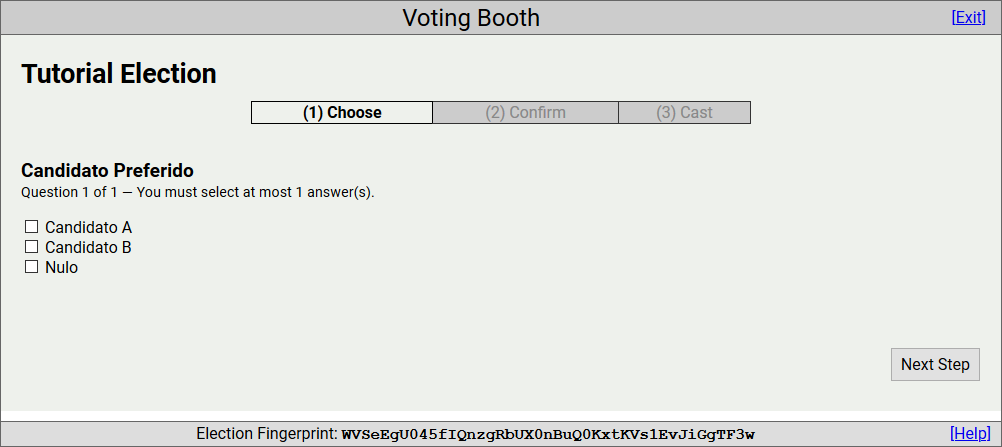 Voting Booth [Exit]
Tutorial Election
(1) Choose (2) Confirm (3) Cast
Candidato Preferido
Question 1 of 1 — You must select at most 1 answer(s).
Candidato A
Candidato B
Nulo
Next Step
Election Fingerprint: WVSeEgU045fIQnzgRbUX0nBuQ0KxtKVs1EvJiGgTF3w [Help]